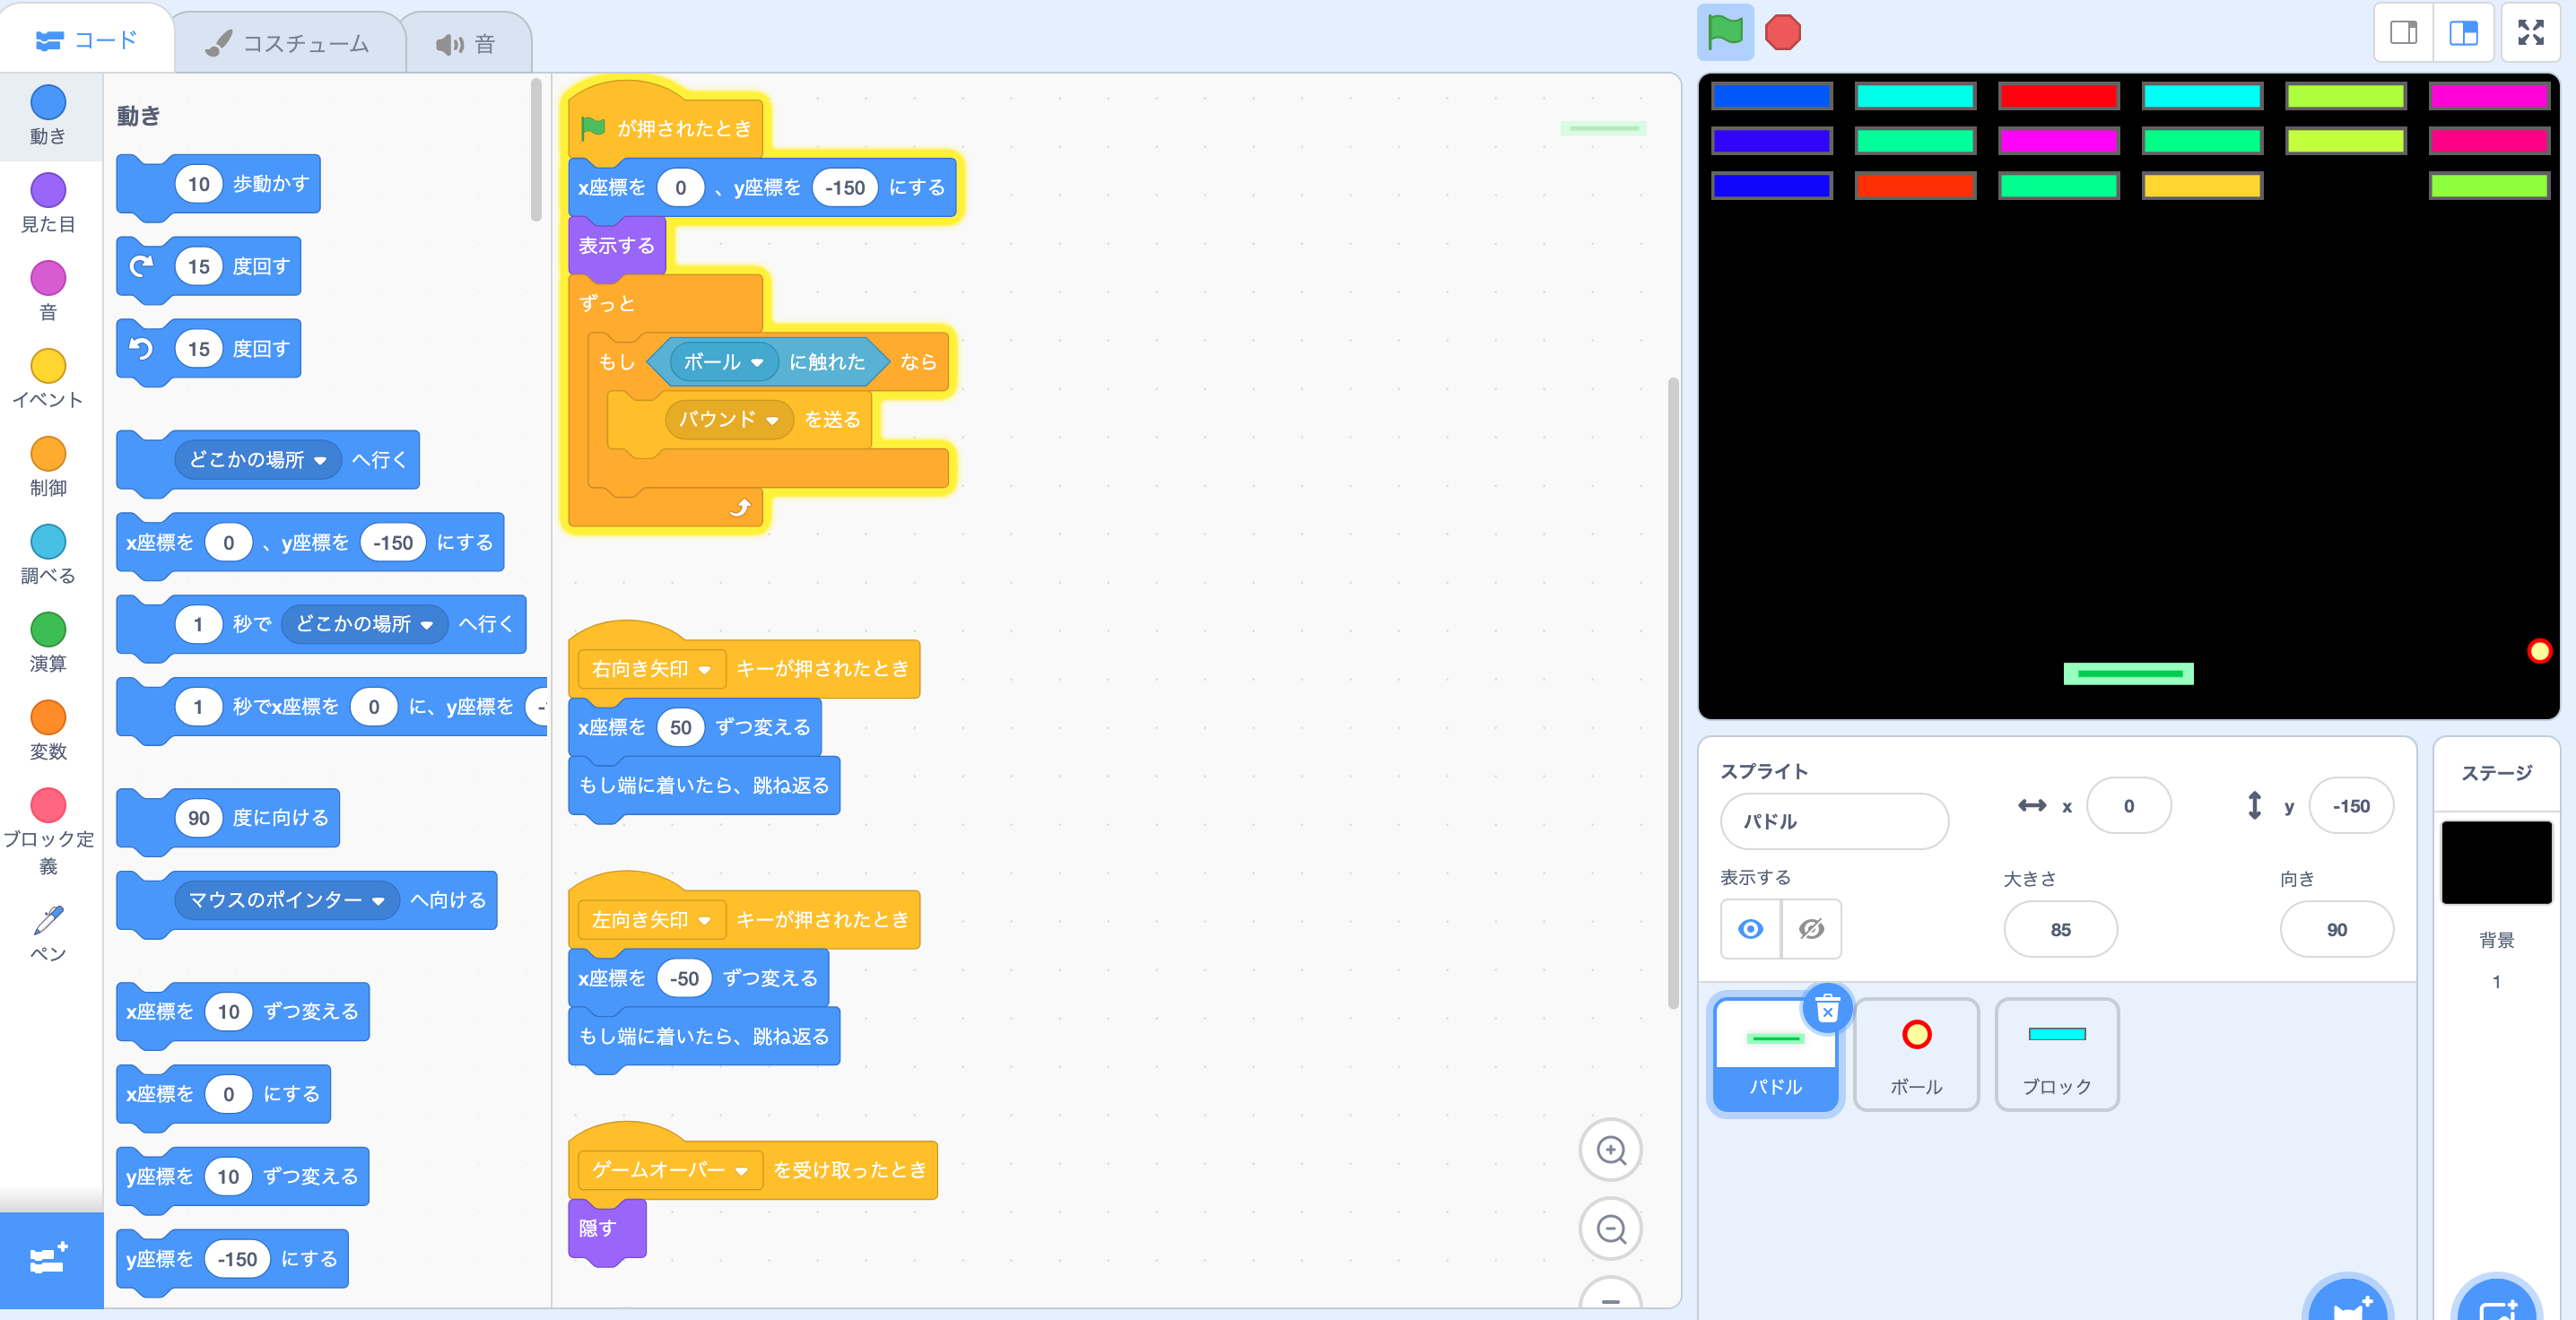 コード
コスチューム
音
動き
見た目
音
イベント
制御
調べる
演算
変数
ブロック定
義
ペン
動き
10 歩動かす
15 度回す
15 度回す
どこかの場所 へ行く
x座標を 0 、y座標を -150 にする
1 秒で どこかの場所 へ行く
1 秒でx座標を 0 に、y座標を -
90 度に向ける
マウスのポインター へ向ける
x座標を 10 ずつ変える
x座標を 0 にする
y座標を 10 ずつ変える
y座標を -150 にする
が押されたとき
x座標を 0 、y座標を -150 にする
表示する
ずっと
もし ボール に触れた なら
バウンド を送る
右向き矢印 キーが押されたとき
x座標を 50 ずつ変える
もし端に着いたら、跳ね返る
左向き矢印 キーが押されたとき
x座標を -50 ずつ変える
もし端に着いたら、跳ね返る
ゲームオーバー を受け取ったとき
隠す
スプライト
パドル
x 0
y -150
表示する
大きさ
85
向き
90
パドル
ボール
ブロック
ステージ
背景
1